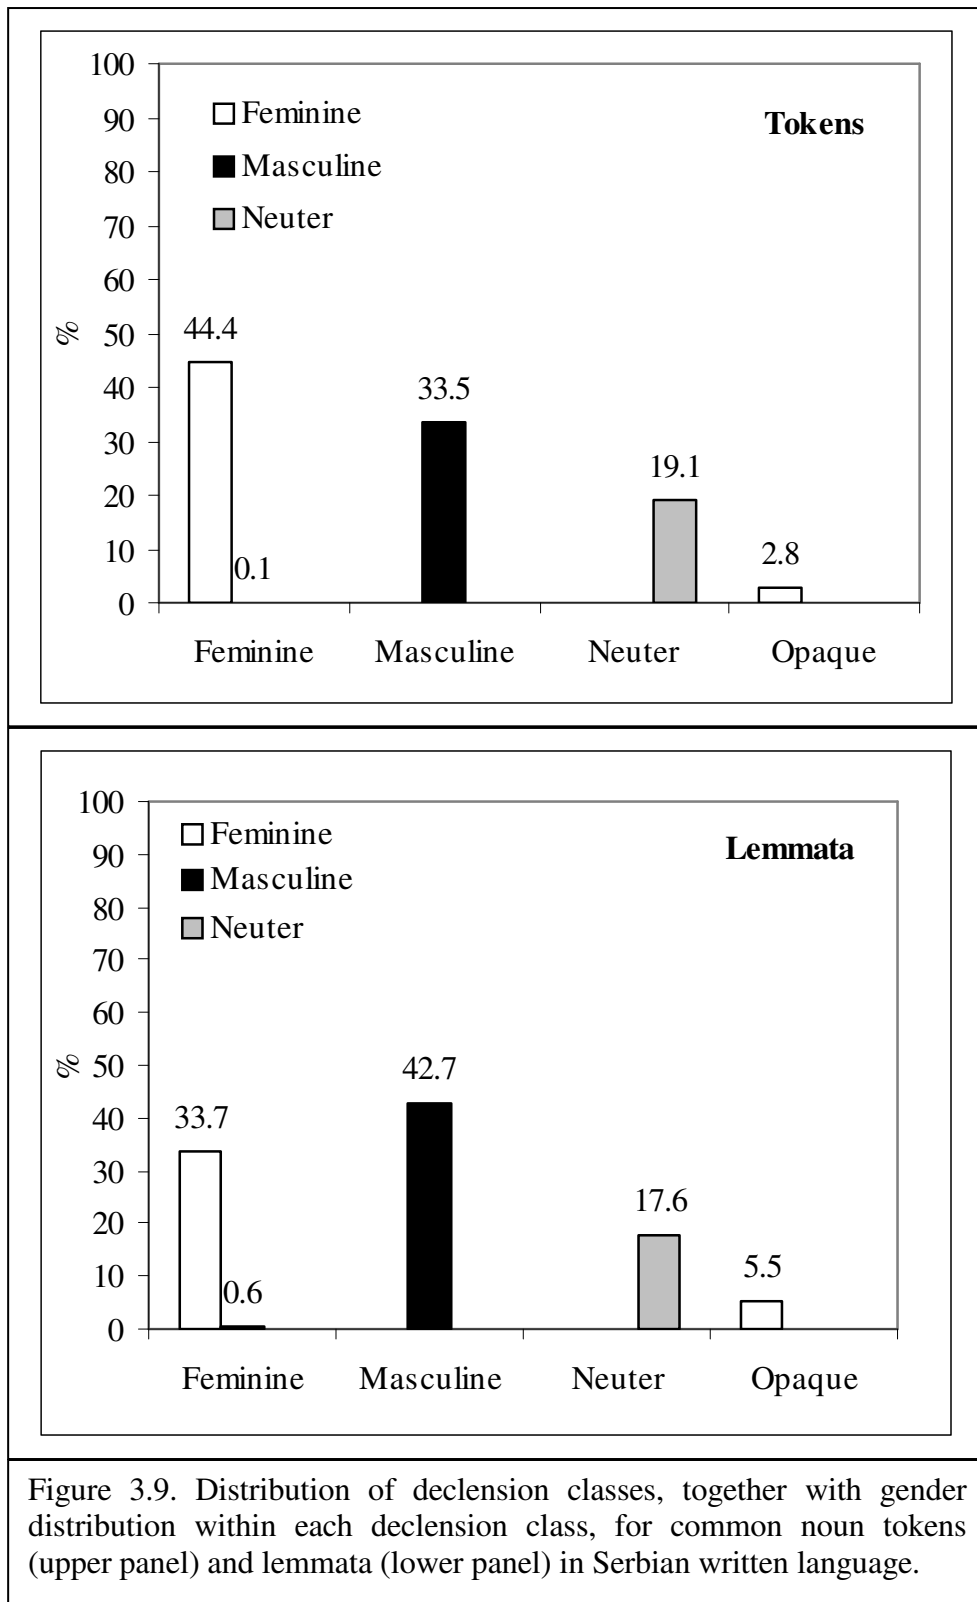 100
90
80
70
60
50
40
30
20
10
0
%
Feminine
Masculine
Neuter
Tokens
44.4
0.1
33.5
19.1
2.8
Feminine Masculine Neuter Opaque
100
90
80
70
60
50
40
30
20
10
0
%
Feminine
Masculine
Neuter
Lemmata
33.7
0.6
42.7
17.6
5.5
Feminine Masculine Neuter Opaque
Figure 3.9. Distribution of declension classes, together with gender
distribution within each declension class, for common noun tokens
(upper panel) and lemmata (lower panel) in Serbian written language.